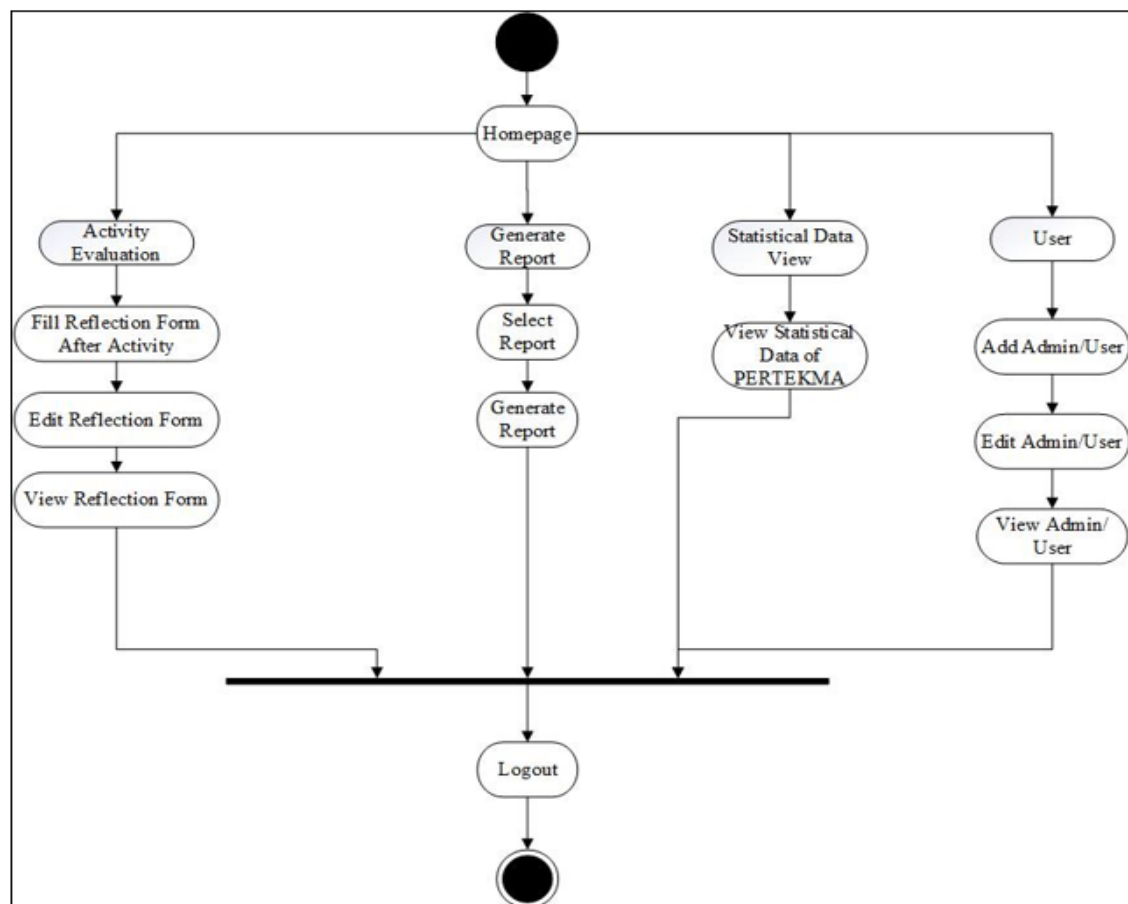 Homepage
Activity
Evaluation
Fill Reflection Form
After Activity
Edit Reflection Form
View Reflection Form
Generate
Report
Select
Report
Generate
Report
Statistical Data
View
View Statistical
Data of
PERTEKMA
User
Add Admin/User
Edit Admin/User
View Admin/
User
Logout